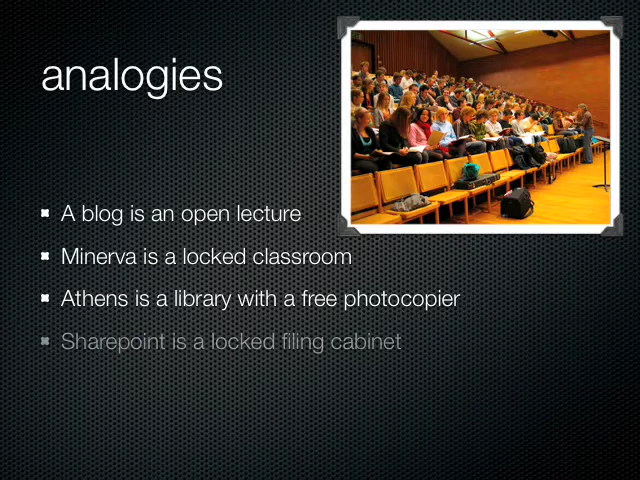 analogies
A blog is an open lecture
Minerva is a locked classroom
Athens is a library with a free photocopier
Sharepoint is a locked filing cabinet